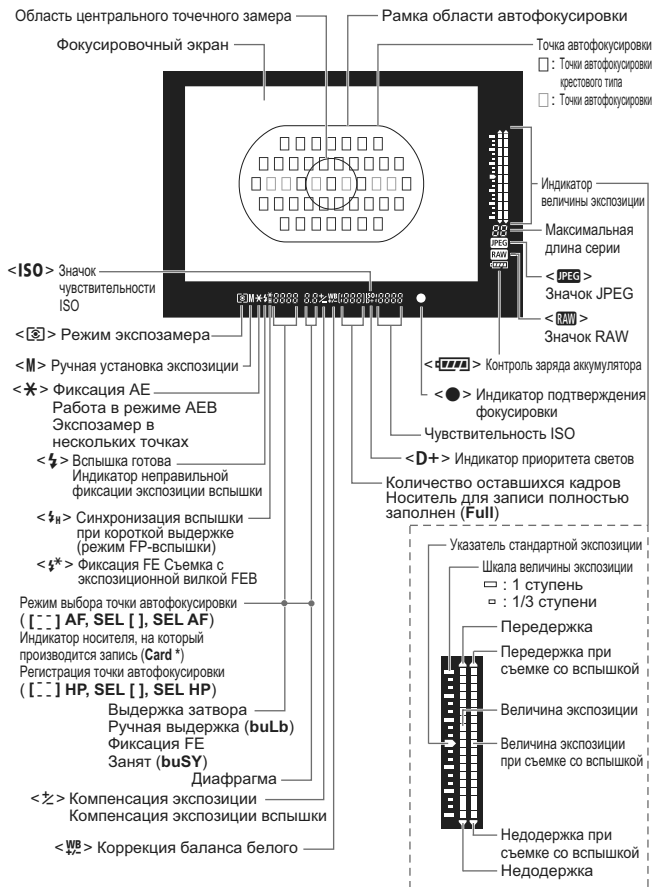 Область центрального точечного замера
Рамка области автофокусировки
Фокусировочный экран
Точка автофокусировки
: Точки автофокусировки
крестового типа
: Точки автофокусировки
Индикатор
величины экспозиции
Максимальная
длина серии
<JPEG>
Значок JPEG
<RAW>
Значок RAW
<ISO> Значок
чувствительности
ISO
< > Режим экспозамера
<M> Ручная установка экспозиции
< > Контроль заряда аккумулятора
<✱> Фиксация AE
Работа в режиме AEB
Экспозамер в
нескольких точках
<●> Индикатор подтверждения
фокусировки
Чувствительность ISO
<D+> Индикатор приоритета светов
<⚡> Вспышка готова
Индикатор неправильной
фиксации экспозиции вспышки
Количество оставшихся кадров
Носитель для записи полностью
заполнен (Full)
<⚡H> Синхронизация вспышки
при короткой выдержке
(режим FP-вспышки)
<⚡*> Фиксация FE Съемка с
экспозиционной вилкой FEB
Режим выбора точки автофокусировки
( [ ] AF, SEL [ ], SEL AF)
Индикатор носителя, на который
производится запись (Card *)
Регистрация точки автофокусировки
( [ ] HP, SEL [ ], SEL HP)
Выдержка затвора
Ручная выдержка (buLb)
Фиксация FE
Занят (buSY)
Диафрагма
<+/-> Компенсация экспозиции
Компенсация экспозиции вспышки
<WB +/-> Коррекция баланса белого
Указатель стандартной экспозиции
Шкала величины экспозиции
: 1 ступень
: 1/3 ступени
Передержка
Передержка при
съемке со вспышкой
Величина экспозиции
Величина экспозиции
при съемке со вспышкой
Недодержка при
съемке со вспышкой
Недодержка